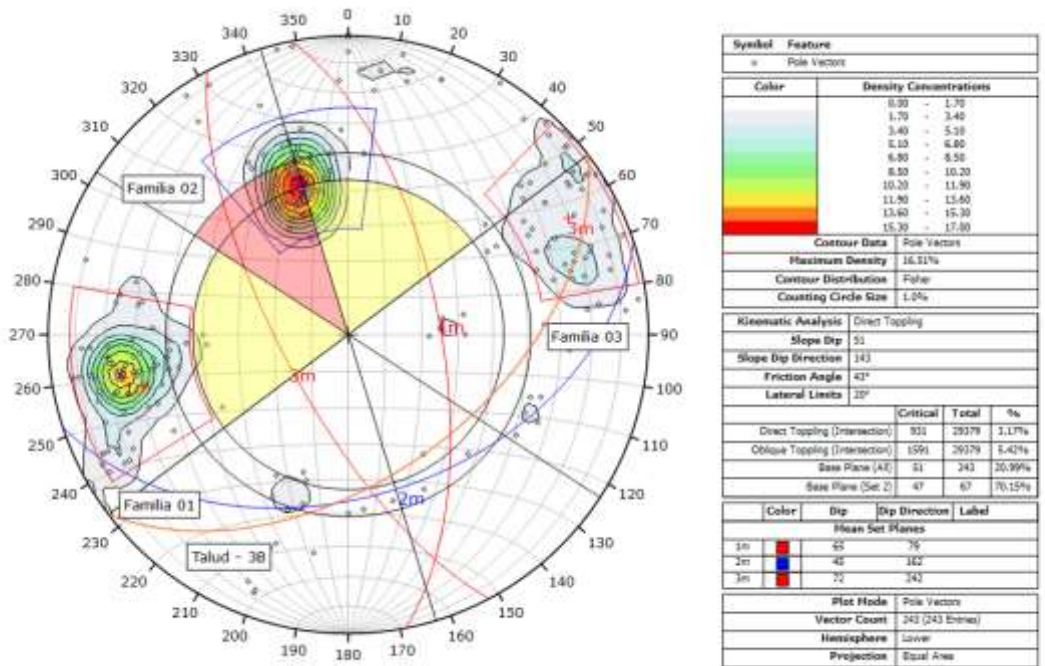 0
10
20
30
40
50
60
70
80
90
100
110
120
130
140
150
160
170
180
190
200
210
220
230
240
250
260
270
280
290
300
310
320
330
340
350
Familia 02
Familia 03
Familia 01
Talud - 3B
1m
2m
3m
3m
Symbol Feature
Pole Vectors
Color Density Concentrations
0.00 - 1.70
1.70 - 3.40
3.40 - 5.10
5.10 - 6.80
6.80 - 8.50
8.50 - 10.20
10.20 - 11.90
11.90 - 13.60
13.60 - 15.30
15.30 - 17.00
Contour Data Pole Vectors
Maximum Density 16.51%
Contour Distribution Fisher
Counting Circle Size 1.0%
Kinematic Analysis Direct Toppling
Slope Dip 51
Slope Dip Direction 143
Friction Angle 43°
Lateral Limits 20°
Critical Total %
Direct Toppling (Intersection) 931 29379 3.17%
Oblique Toppling (Intersection) 1591 29379 5.42%
Base Plane (All) 51 243 20.99%
Base Plane (Set 2) 47 67 70.15%
Color Dip Dip Direction Label
Mean Set Planes
1m 65 79
2m 162
3m 72 242
Plot Mode Pole Vectors
Vector Count 243 (243 Entries)
Hemisphere Lower
Projection Equal Area